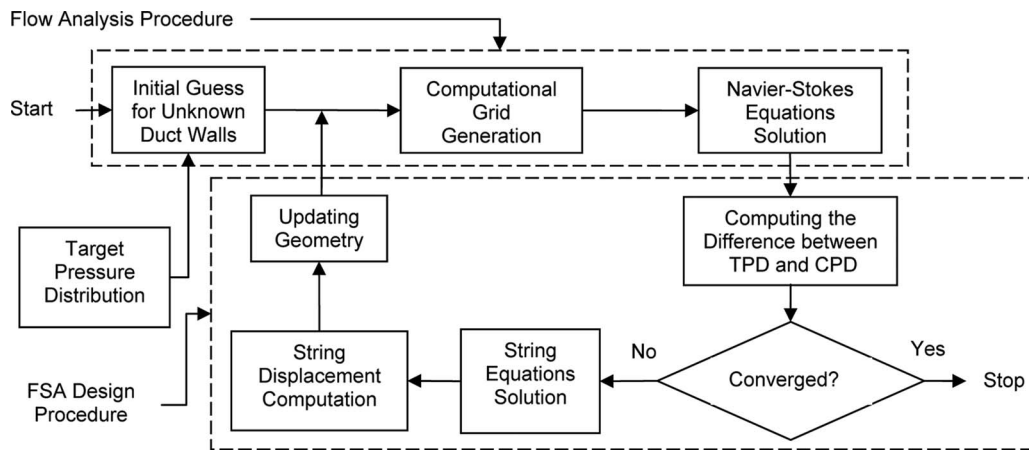 Flow Analysis Procedure
Start
Initial Guess
for Unknown
Duct Walls
Computational
Grid
Generation
Navier-Stokes
Equations
Solution
Target
Pressure
Distribution
Updating
Geometry
Computing the
Difference between
TPD and CPD
FSA Design
Procedure
String
Displacement
Computation
String
Equations
Solution
No
Converged?
Yes
Stop